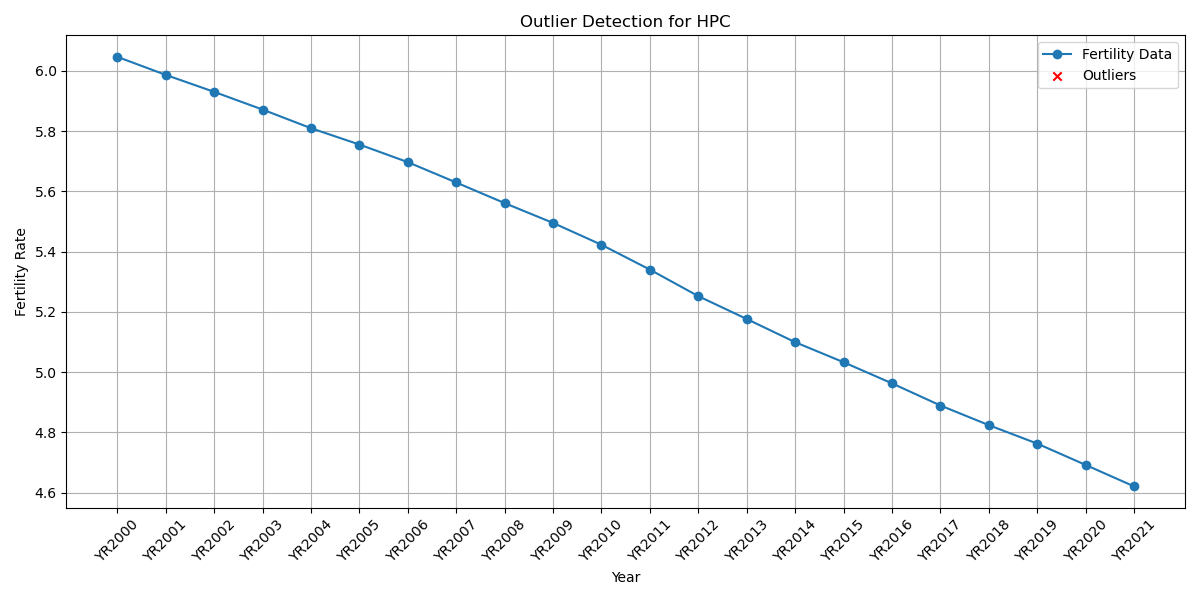 Outlier Detection for HPC
Fertility Data
Outliers
Fertility Rate
6.0
5.8
5.6
5.4
5.2
5.0
4.8
4.6
YR2000
YR2001
YR2002
YR2003
YR2004
YR2005
YR2006
YR2007
YR2008
YR2009
YR2010
YR2011
YR2012
YR2013
YR2014
YR2015
YR2016
YR2017
YR2018
YR2019
YR2020
YR2021
Year